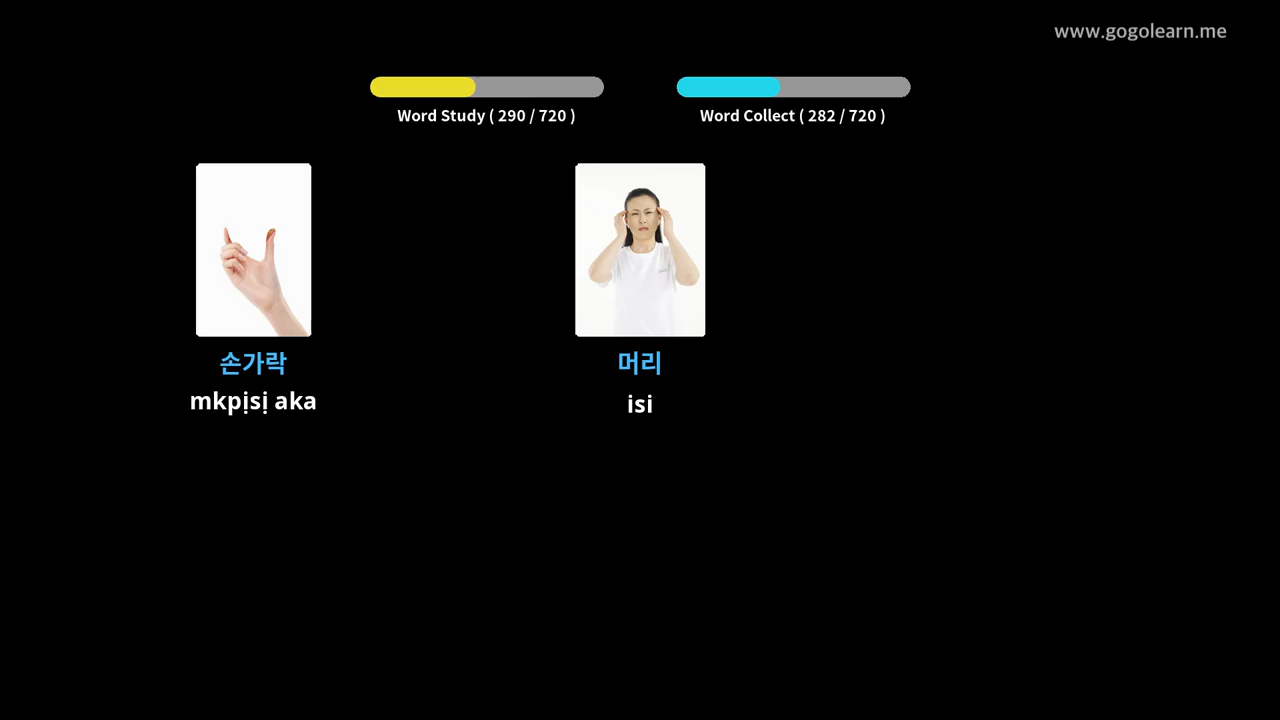 www.gogolearn.me
Word Study ( 290 / 720 )
Word Collect ( 282 / 720 )
손가락
mkpịsị aka
머리
isi